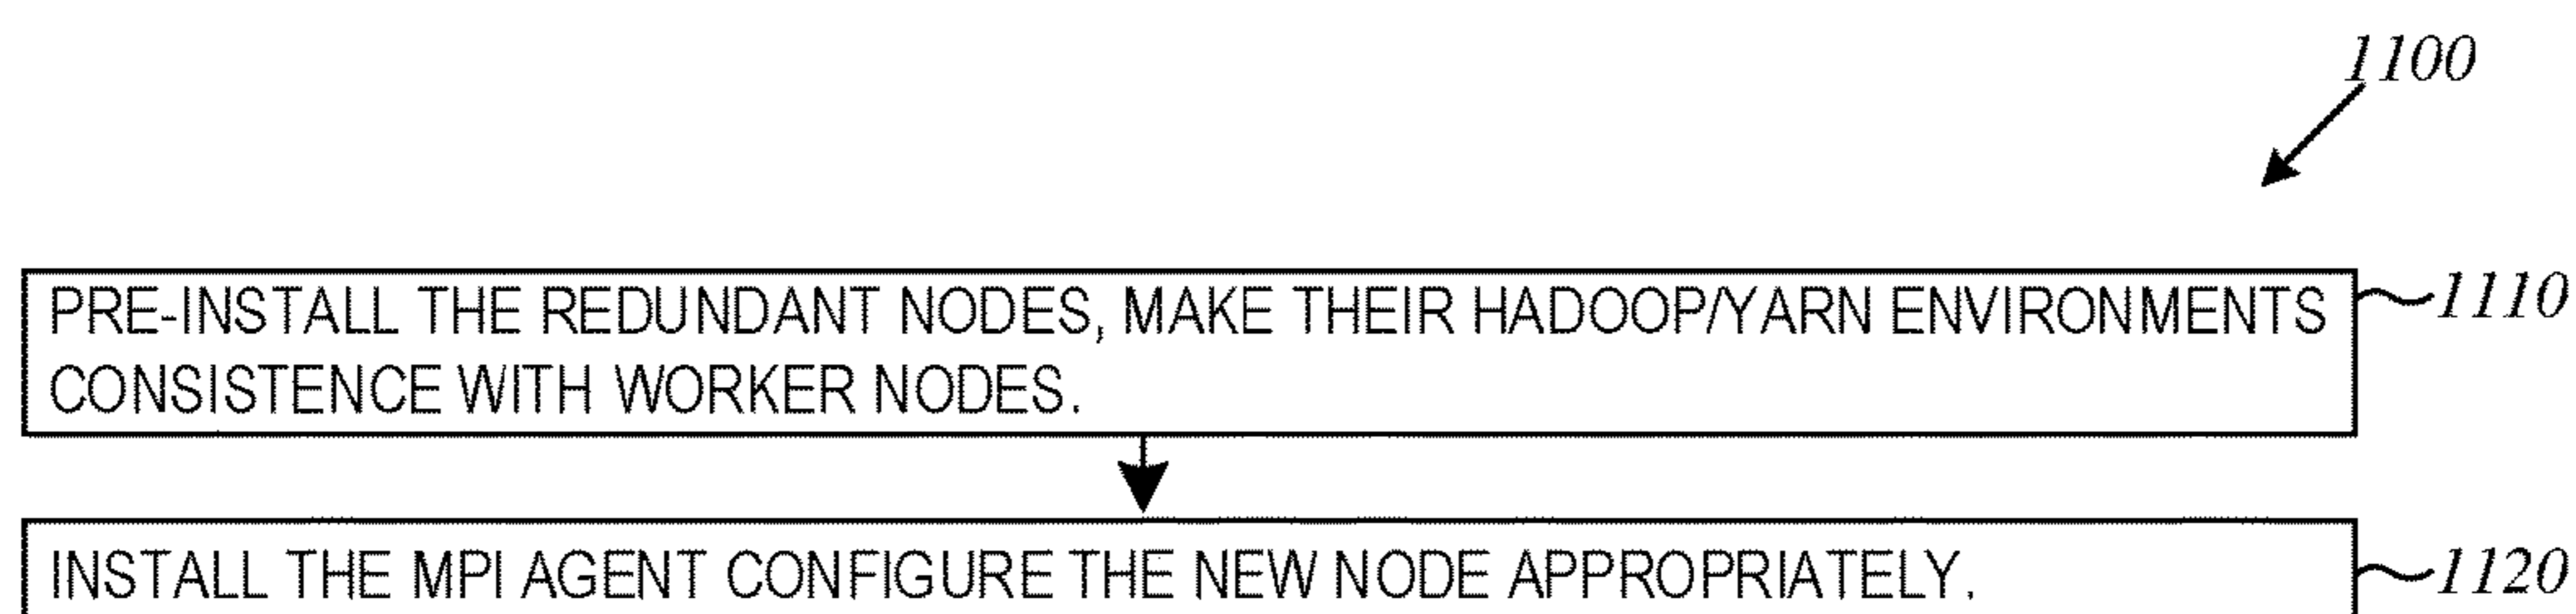 1100
PRE-INSTALL THE REDUNDANT NODES, MAKE THEIR HADOOP/YARN ENVIRONMENTS
CONSISTENCE WITH WORKER NODES.
1110
INSTALL THE MPI AGENT CONFIGURE THE NEW NODE APPROPRIATELY.
1120